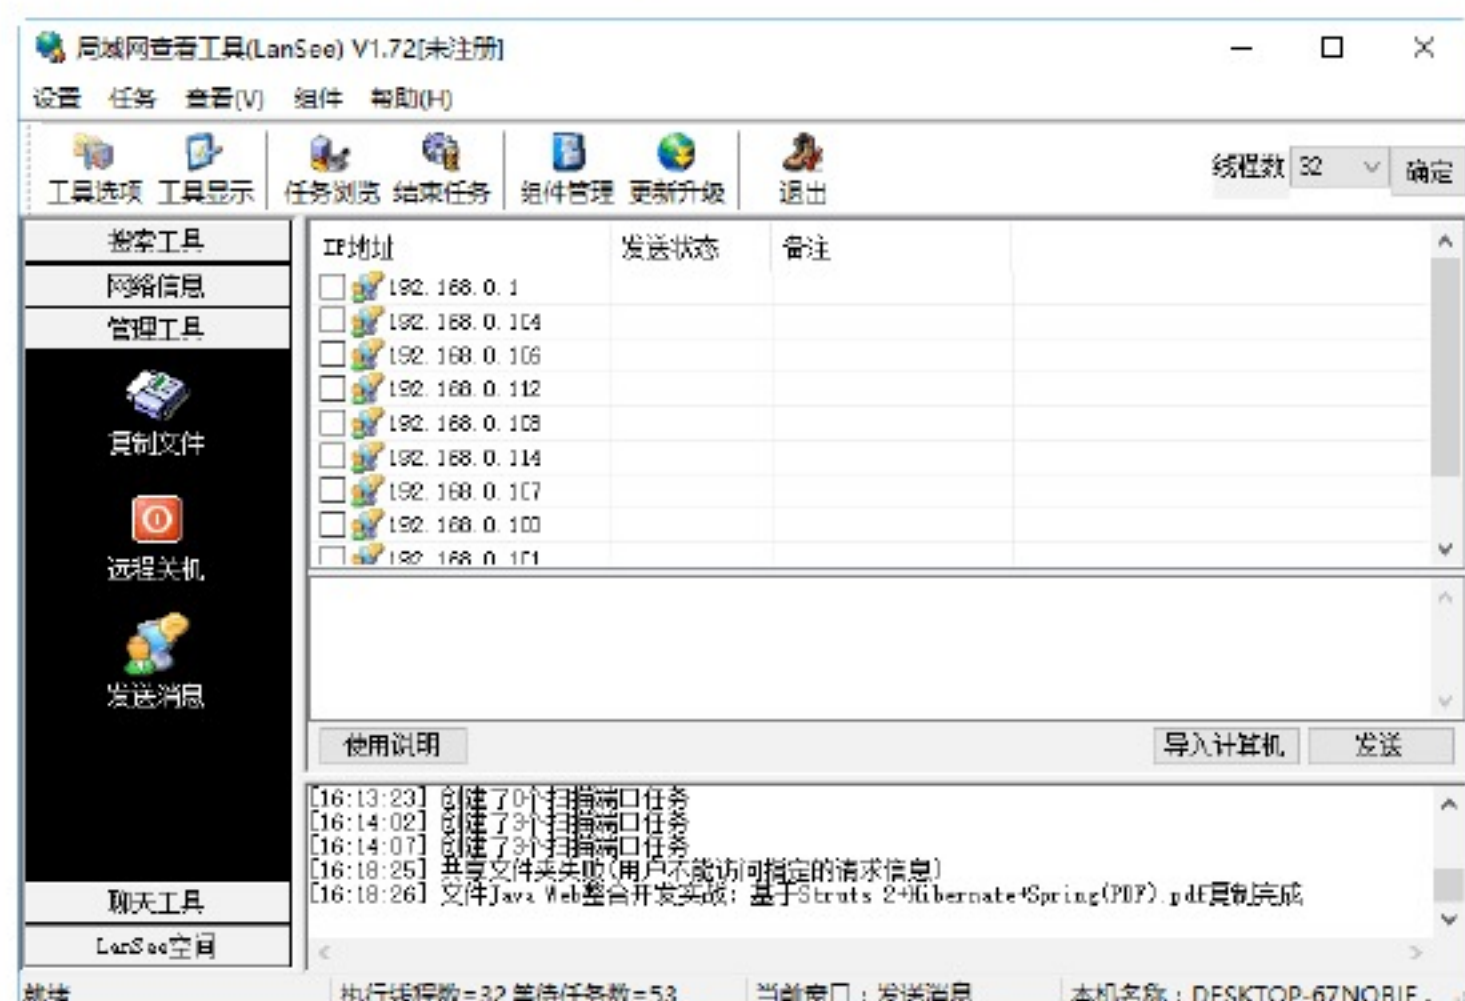 局域网查看工具(LanSee) V1.72[未注册]
设置 任务 查看(V) 组件 帮助(H)
工具选项 工具显示 任务浏览 结束任务 组件管理 更新升级 退出 线程数 32 确定
搜索工具
网络信息
管理工具
复制文件
远程关机
发送消息
聊天工具
LanSee空间
IP地址 发送状态 备注
192.168.0.1
192.168.0.104
192.168.0.106
192.168.0.112
192.168.0.108
192.168.0.114
192.168.0.107
192.168.0.100
192.168.0.101
使用说明 导入计算机 发送
[16:13:23] 创建了0个扫描端口任务
[16:14:02] 创建了3个扫描端口任务
[16:14:07] 创建了3个扫描端口任务
[16:18:25] 共享文件夹失败(用户不能访问指定的请求信息)
[16:18:26] 文件Java Web整合开发实战：基于Struts 2+Hibernate+Spring(PDF).pdf复制完成
就绪 执行线程数=32 等待任务数=53 当前窗口：发送消息 本机名称：DESKTOP-67NOBIE